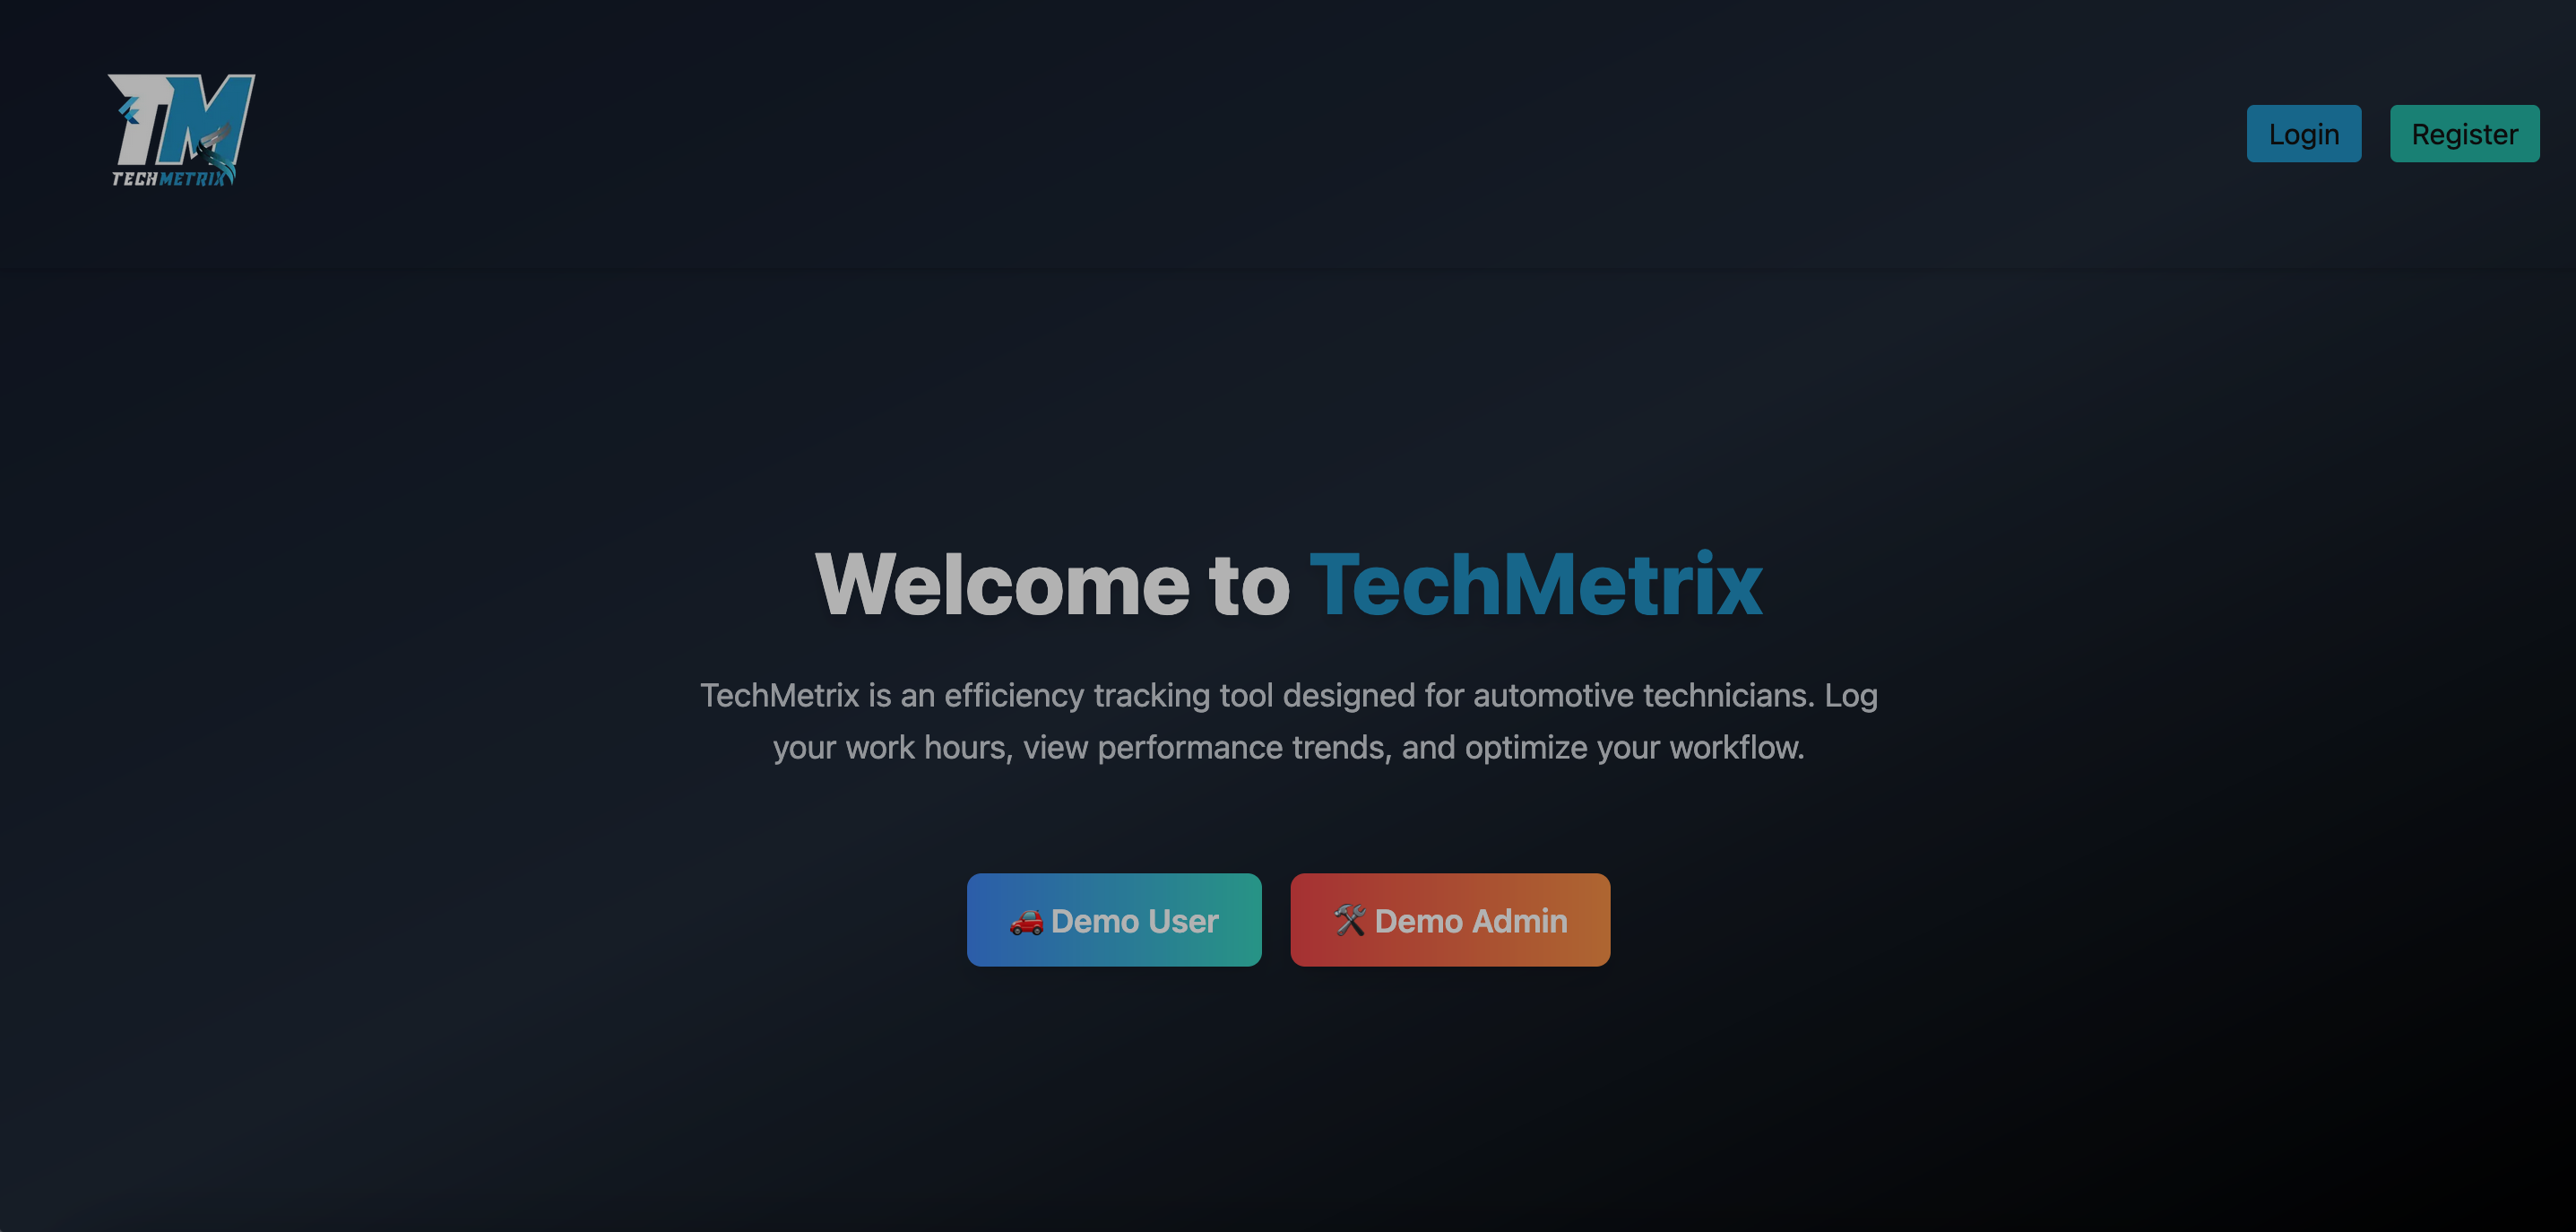 TM
TECHMETRIX
Login
Register
Welcome to TechMetrix
TechMetrix is an efficiency tracking tool designed for automotive technicians. Log
your work hours, view performance trends, and optimize your workflow.
🚗 Demo User
🛠️ Demo Admin